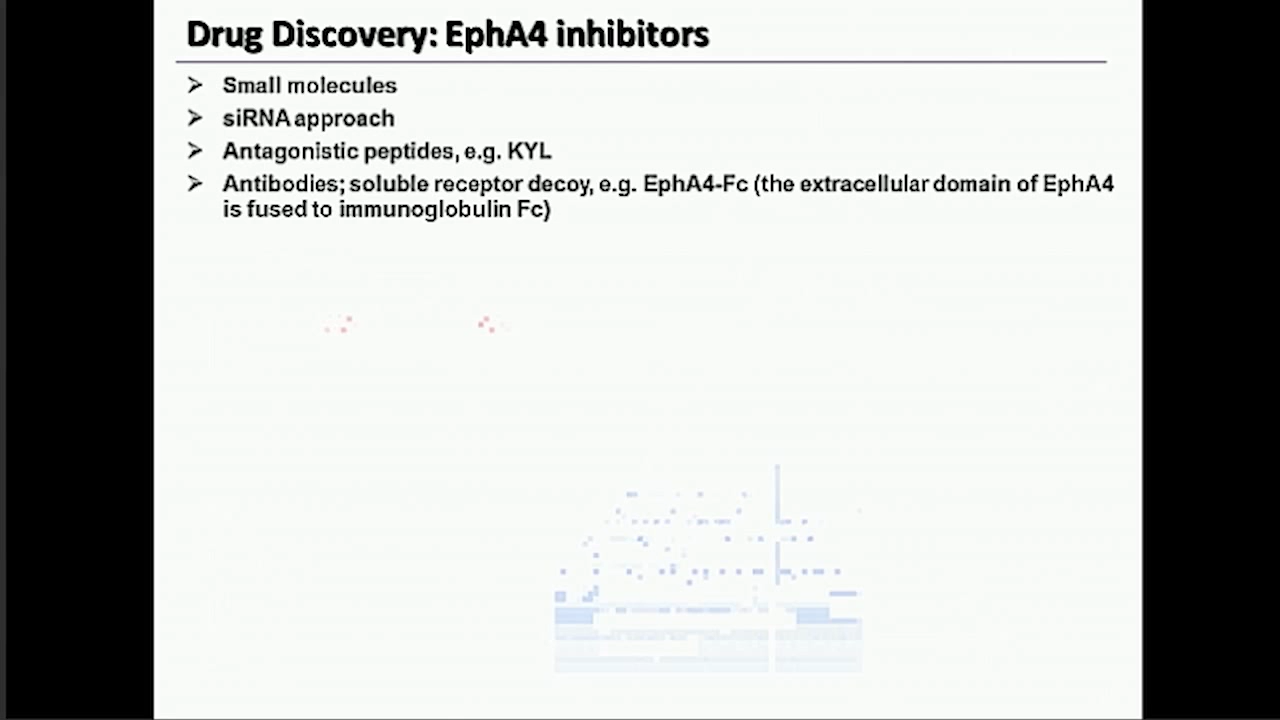 Drug Discovery: EphA4 inhibitors
➢ Small molecules
➢ siRNA approach
➢ Antagonistic peptides, e.g. KYL
➢ Antibodies; soluble receptor decoy, e.g. EphA4-Fc (the extracellular domain of EphA4
is fused to immunoglobulin Fc)